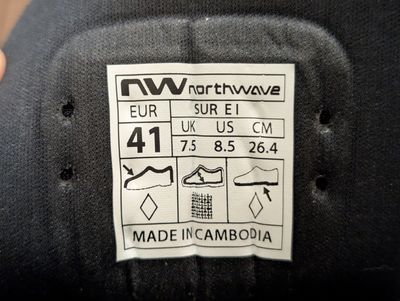 NW northwave
EUR SUR EI
41 UK US CM
7.5 8.5 26.4
MADE IN CAMBODIA